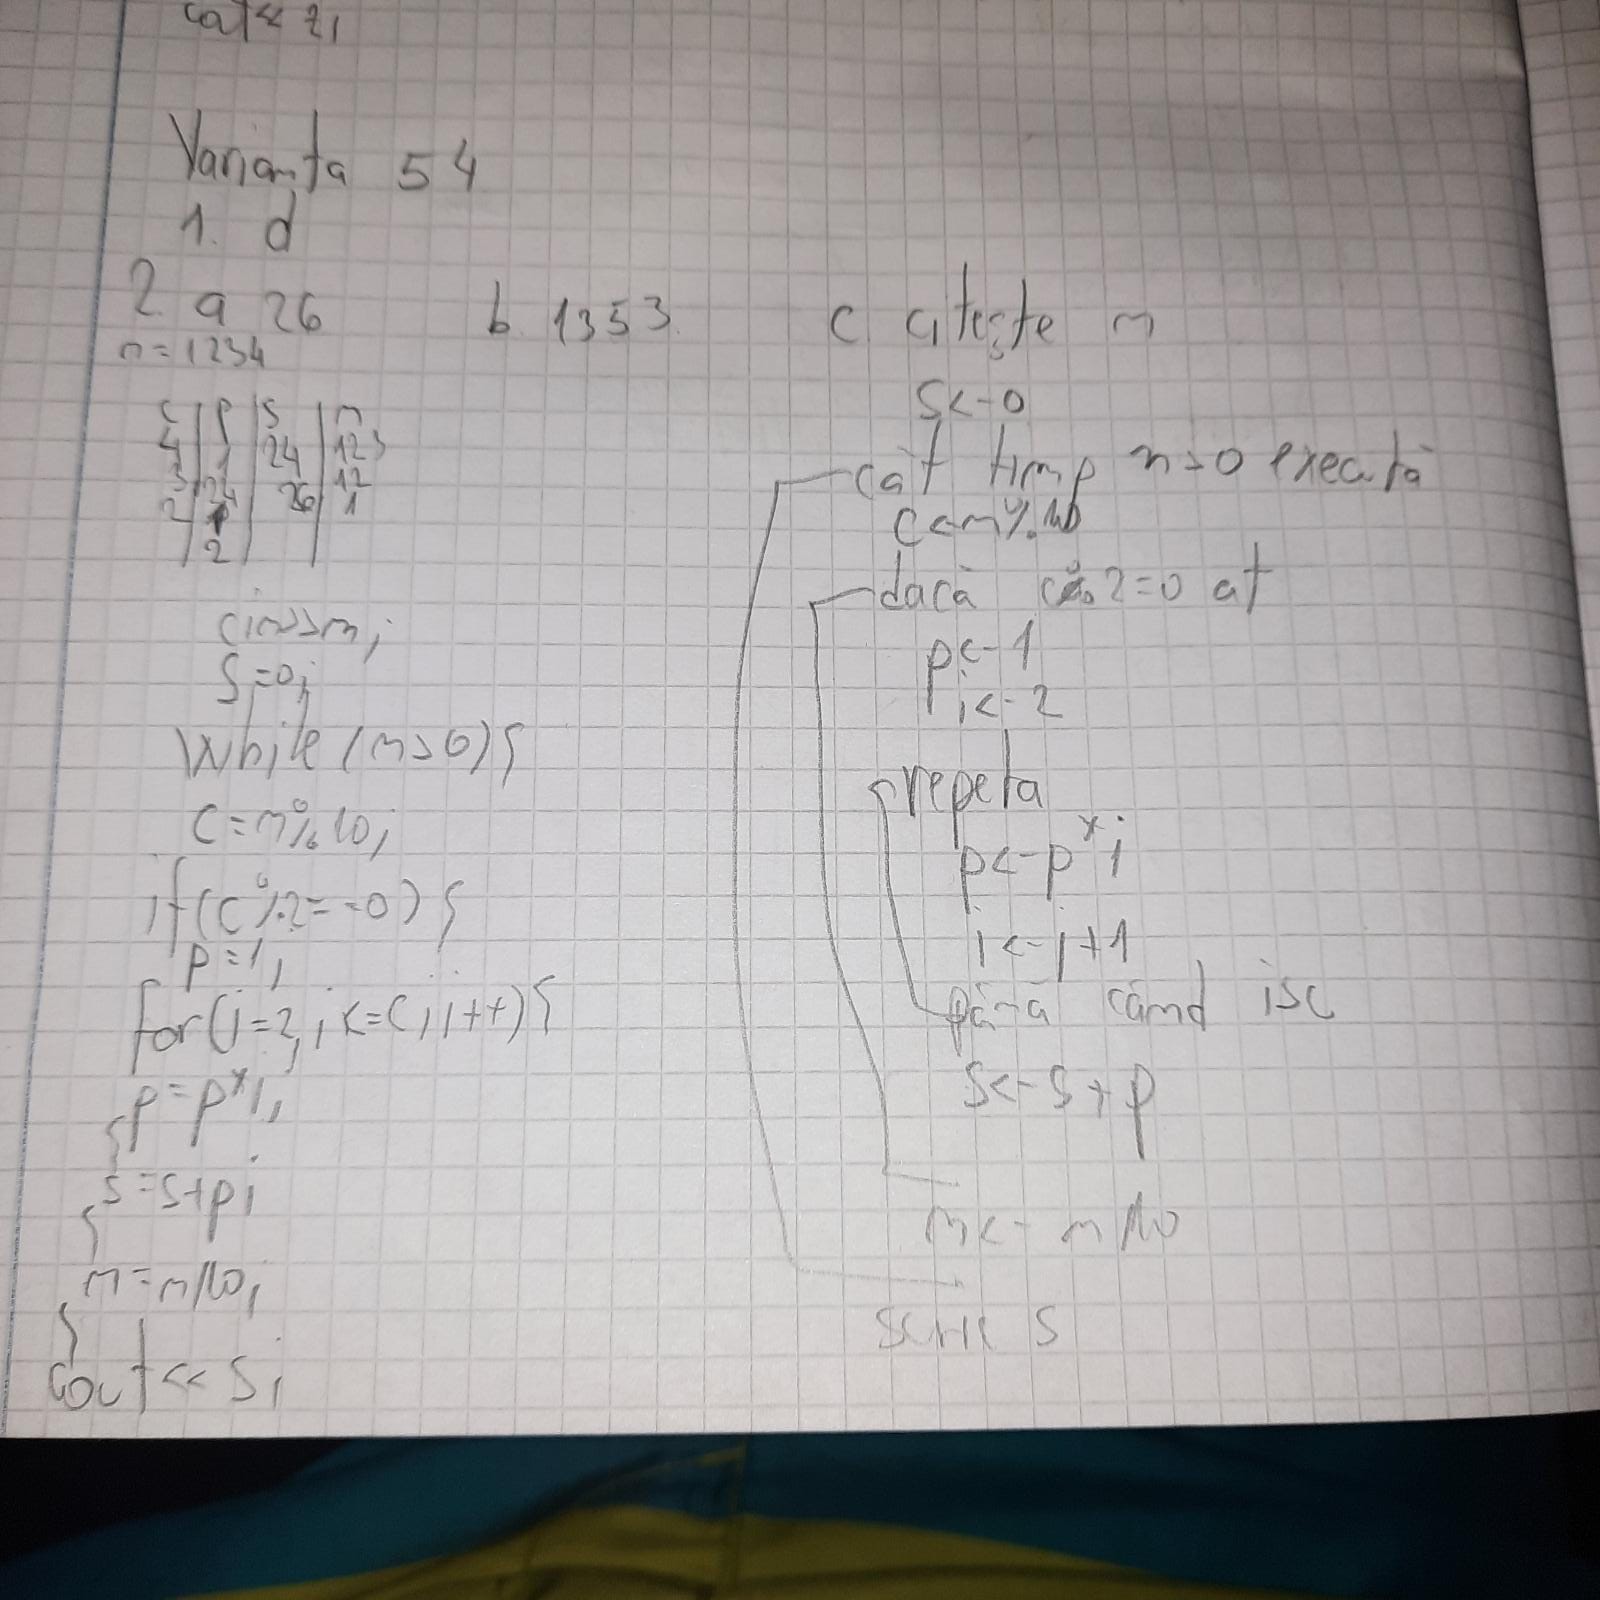 cout<<z;
Varianta 54
1. d
2 a 26
n=1234
c p s n
4 1 24 123
3 24 26 12
2 1 1
2
cin>>n;
s=0;
while(n>0){
c=n%10;
if(c%2==0){
p=1;
for(i=2;i<=c;i++){
p=p*i;
}
s=s+p;
}
n=n/10;
}
cout<<s;
b. 1353.
c citește n
s<-0
cât timp n>0 execută
c<-n%10
dacă c%2=0 at
p<-1
i<-2
repeta
p<-p*i
i<-i+1
până când i>c
s<-s+p
n<-n/10
scrie s